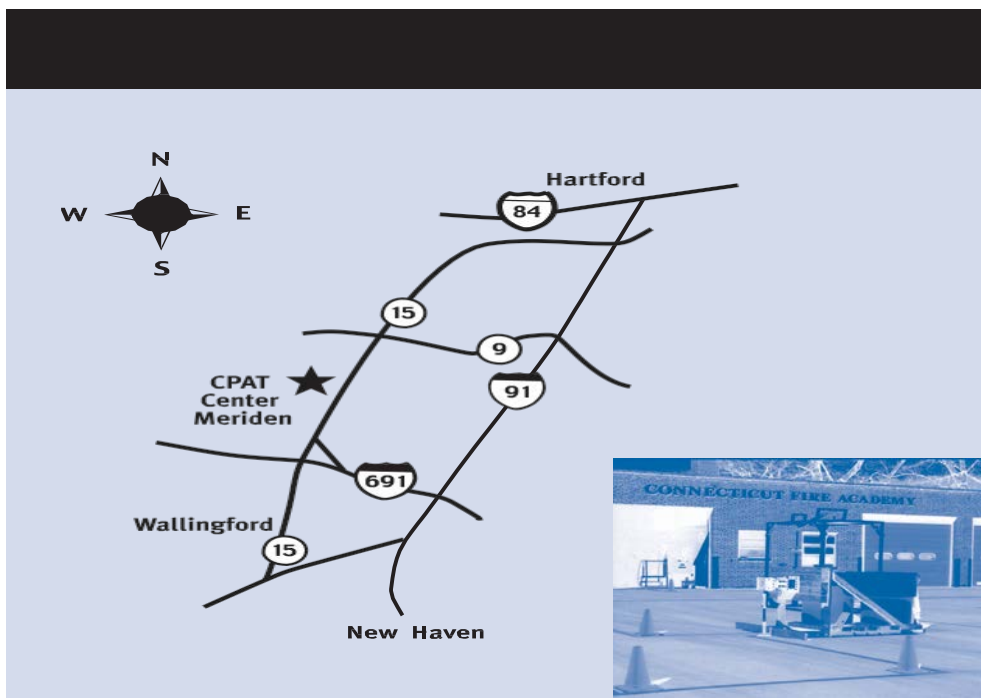 N
W E
S
Hartford
84
15
9
91
CPAT
Center
Meriden
691
Wallingford
15
New Haven
CONNECTICUT FIRE ACADEMY